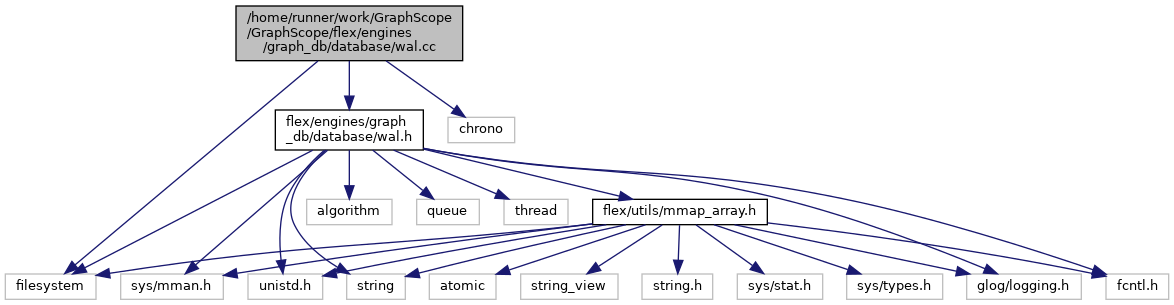 /home/runner/work/GraphScope
/GraphScope/flex/engines
/graph_db/database/wal.cc
flex/engines/graph
_db/database/wal.h
chrono
algorithm
queue
thread
flex/utils/mmap_array.h
filesystem
sys/mman.h
unistd.h
string
atomic
string_view
string.h
sys/stat.h
sys/types.h
glog/logging.h
fcntl.h